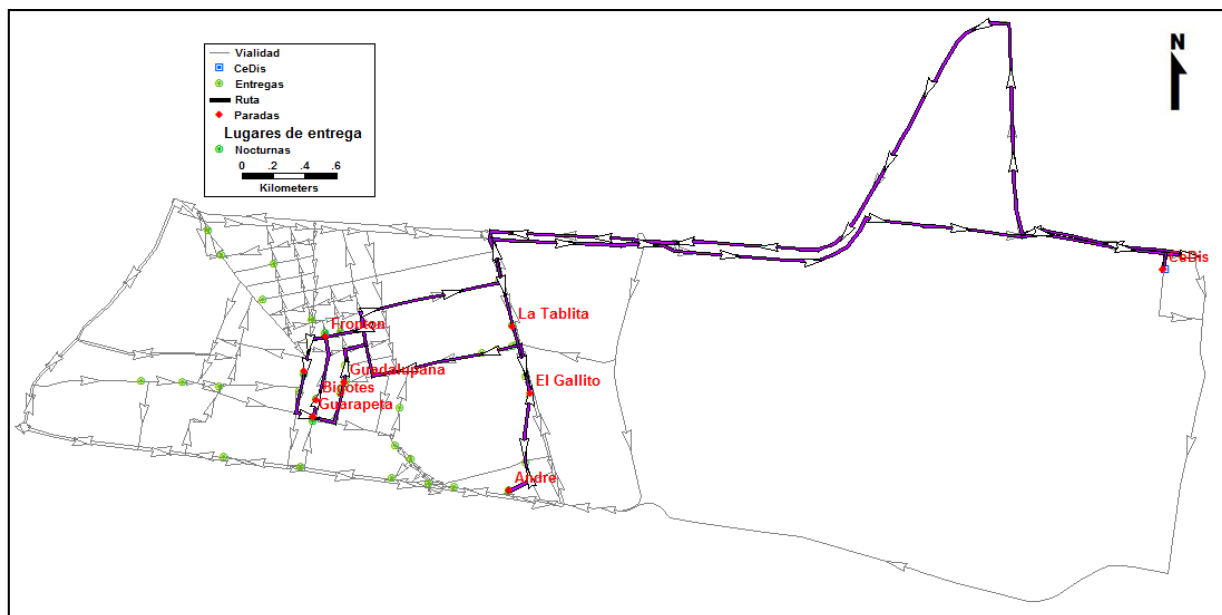 Vialidad
CeDis
Entregas
Ruta
Paradas
Lugares de entrega
Nocturnas
0 .2 .4 .6
Kilometers
N
CeDis
La Tablita
Fronton
Guadalupana
El Gallito
Bigotes
Guarapeta
Andre